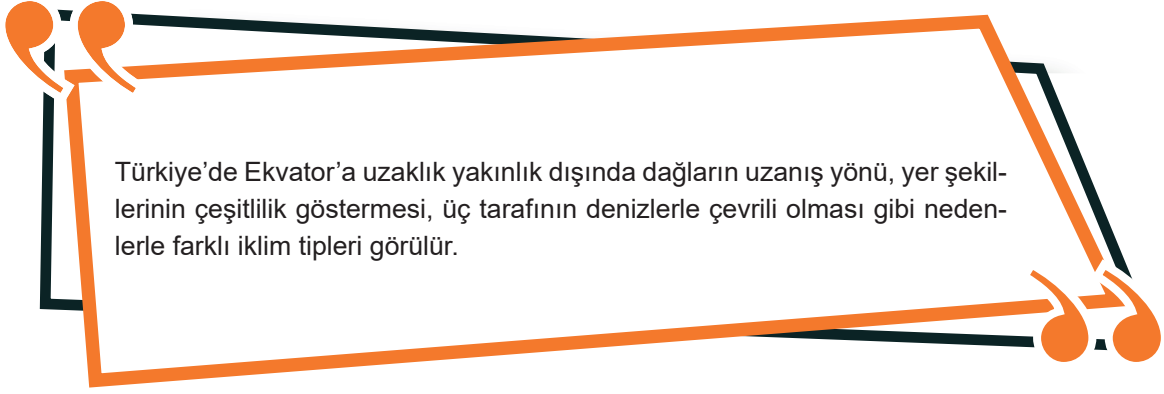 Türkiye’de Ekvator’a uzaklık yakınlık dışında dağların uzanış yönü, yer şekil-
lerinin çeşitlilik göstermesi, üç tarafının denizlerle çevrili olması gibi neden-
lerle farklı iklim tipleri görülür.